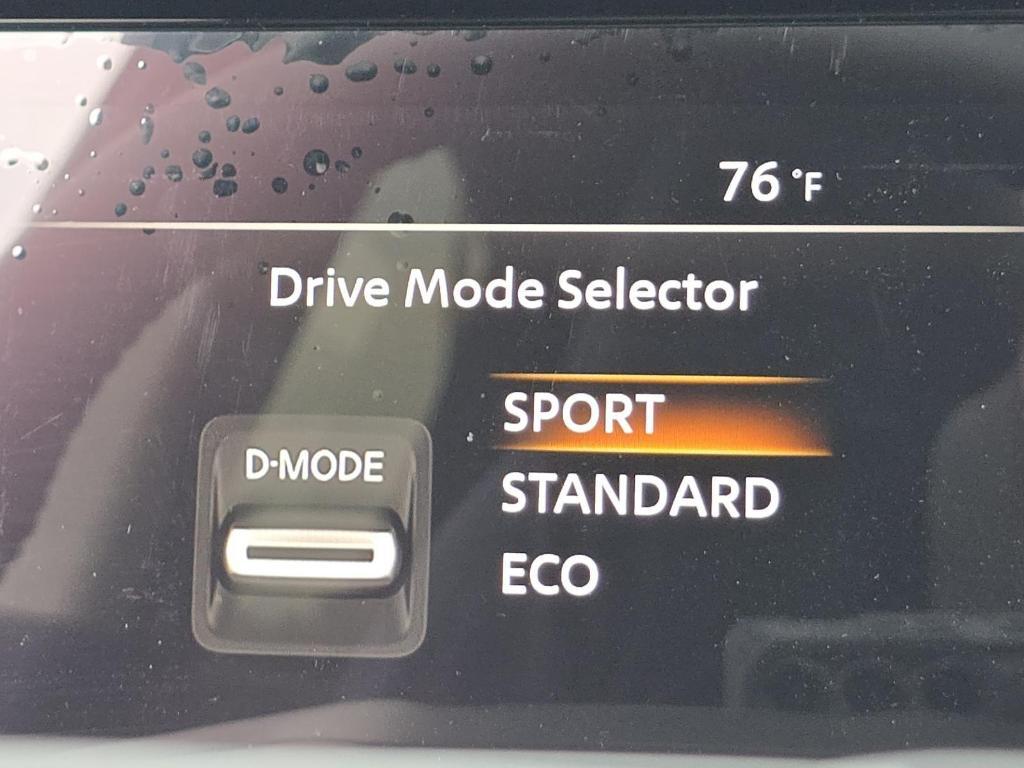 76 °F
Drive Mode Selector
SPORT
D-MODE
STANDARD
ECO